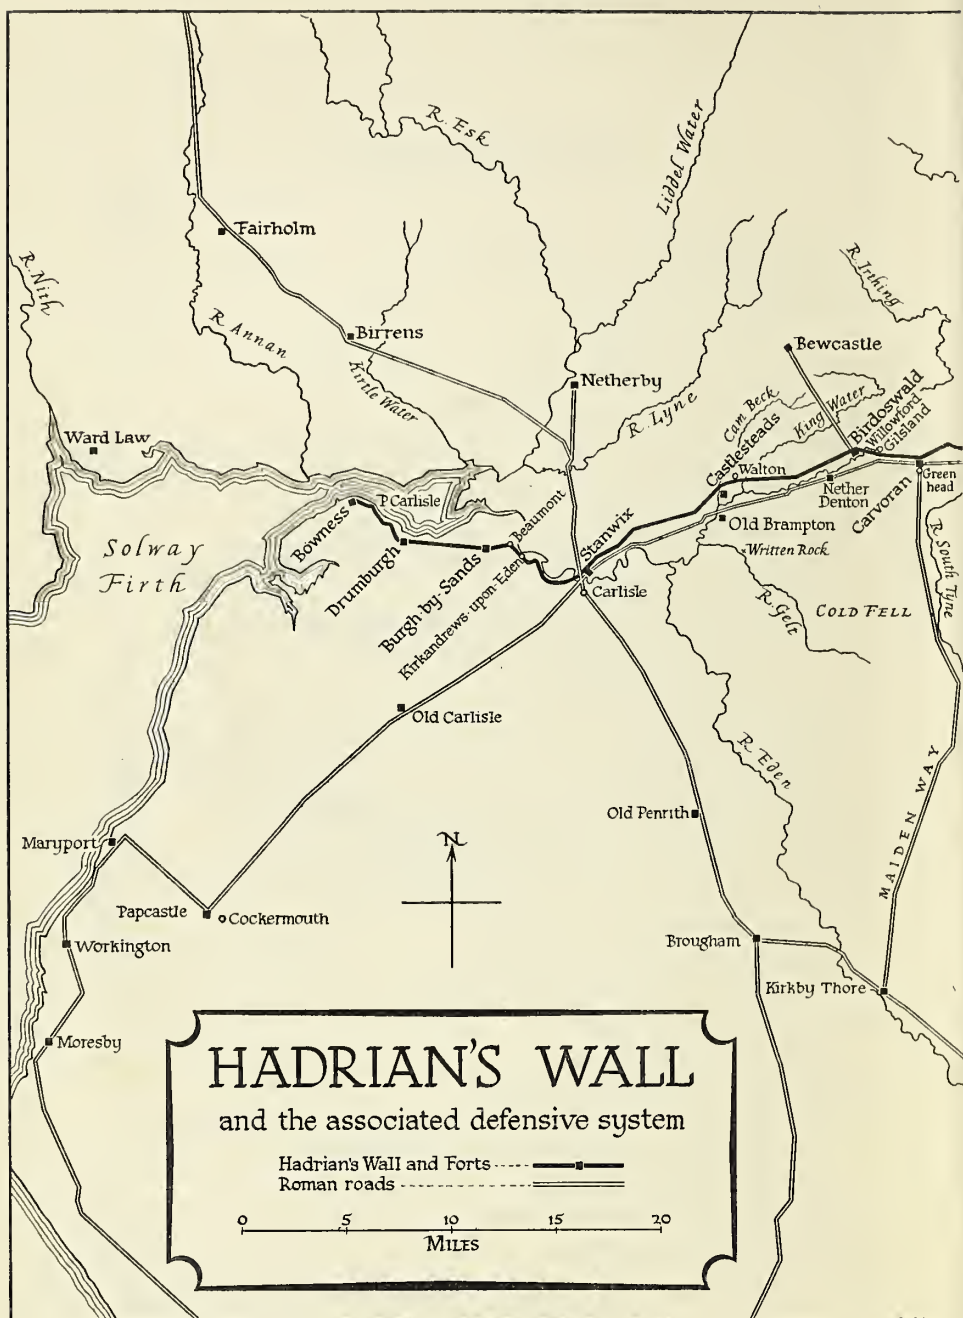 R. Esk
Liddel Water
Fairholm
R. Nith
R. Irthing
R. Annan
Birrens
Bewcastle
Kirtle Water
Netherby
R. Lyne
Cam Beck
King Water
Birdoswald
Willowford
Gilsland
Ward Law
Castlesteads
Walton
Green
head
Nether
Denton
Carvoran
P Carlisle
Bowness
Beaumont
Stanwix
Old Brampton
Written Rock
R. South Tyne
Solway
Firth
Drumburgh
Burgh-by-Sands
Kirkandrews-upon-Eden
Carlisle
R. Gelt
COLD FELL
Old Carlisle
R. Eden
MAIDEN WAY
Old Penrith
Maryport
N
Papcastle
Cockermouth
Workington
Brougham
Kirkby Thore
Moresby
HADRIAN'S WALL
and the associated defensive system
Hadrian's Wall and Forts
Roman roads
0 5 10 15 20
MILES